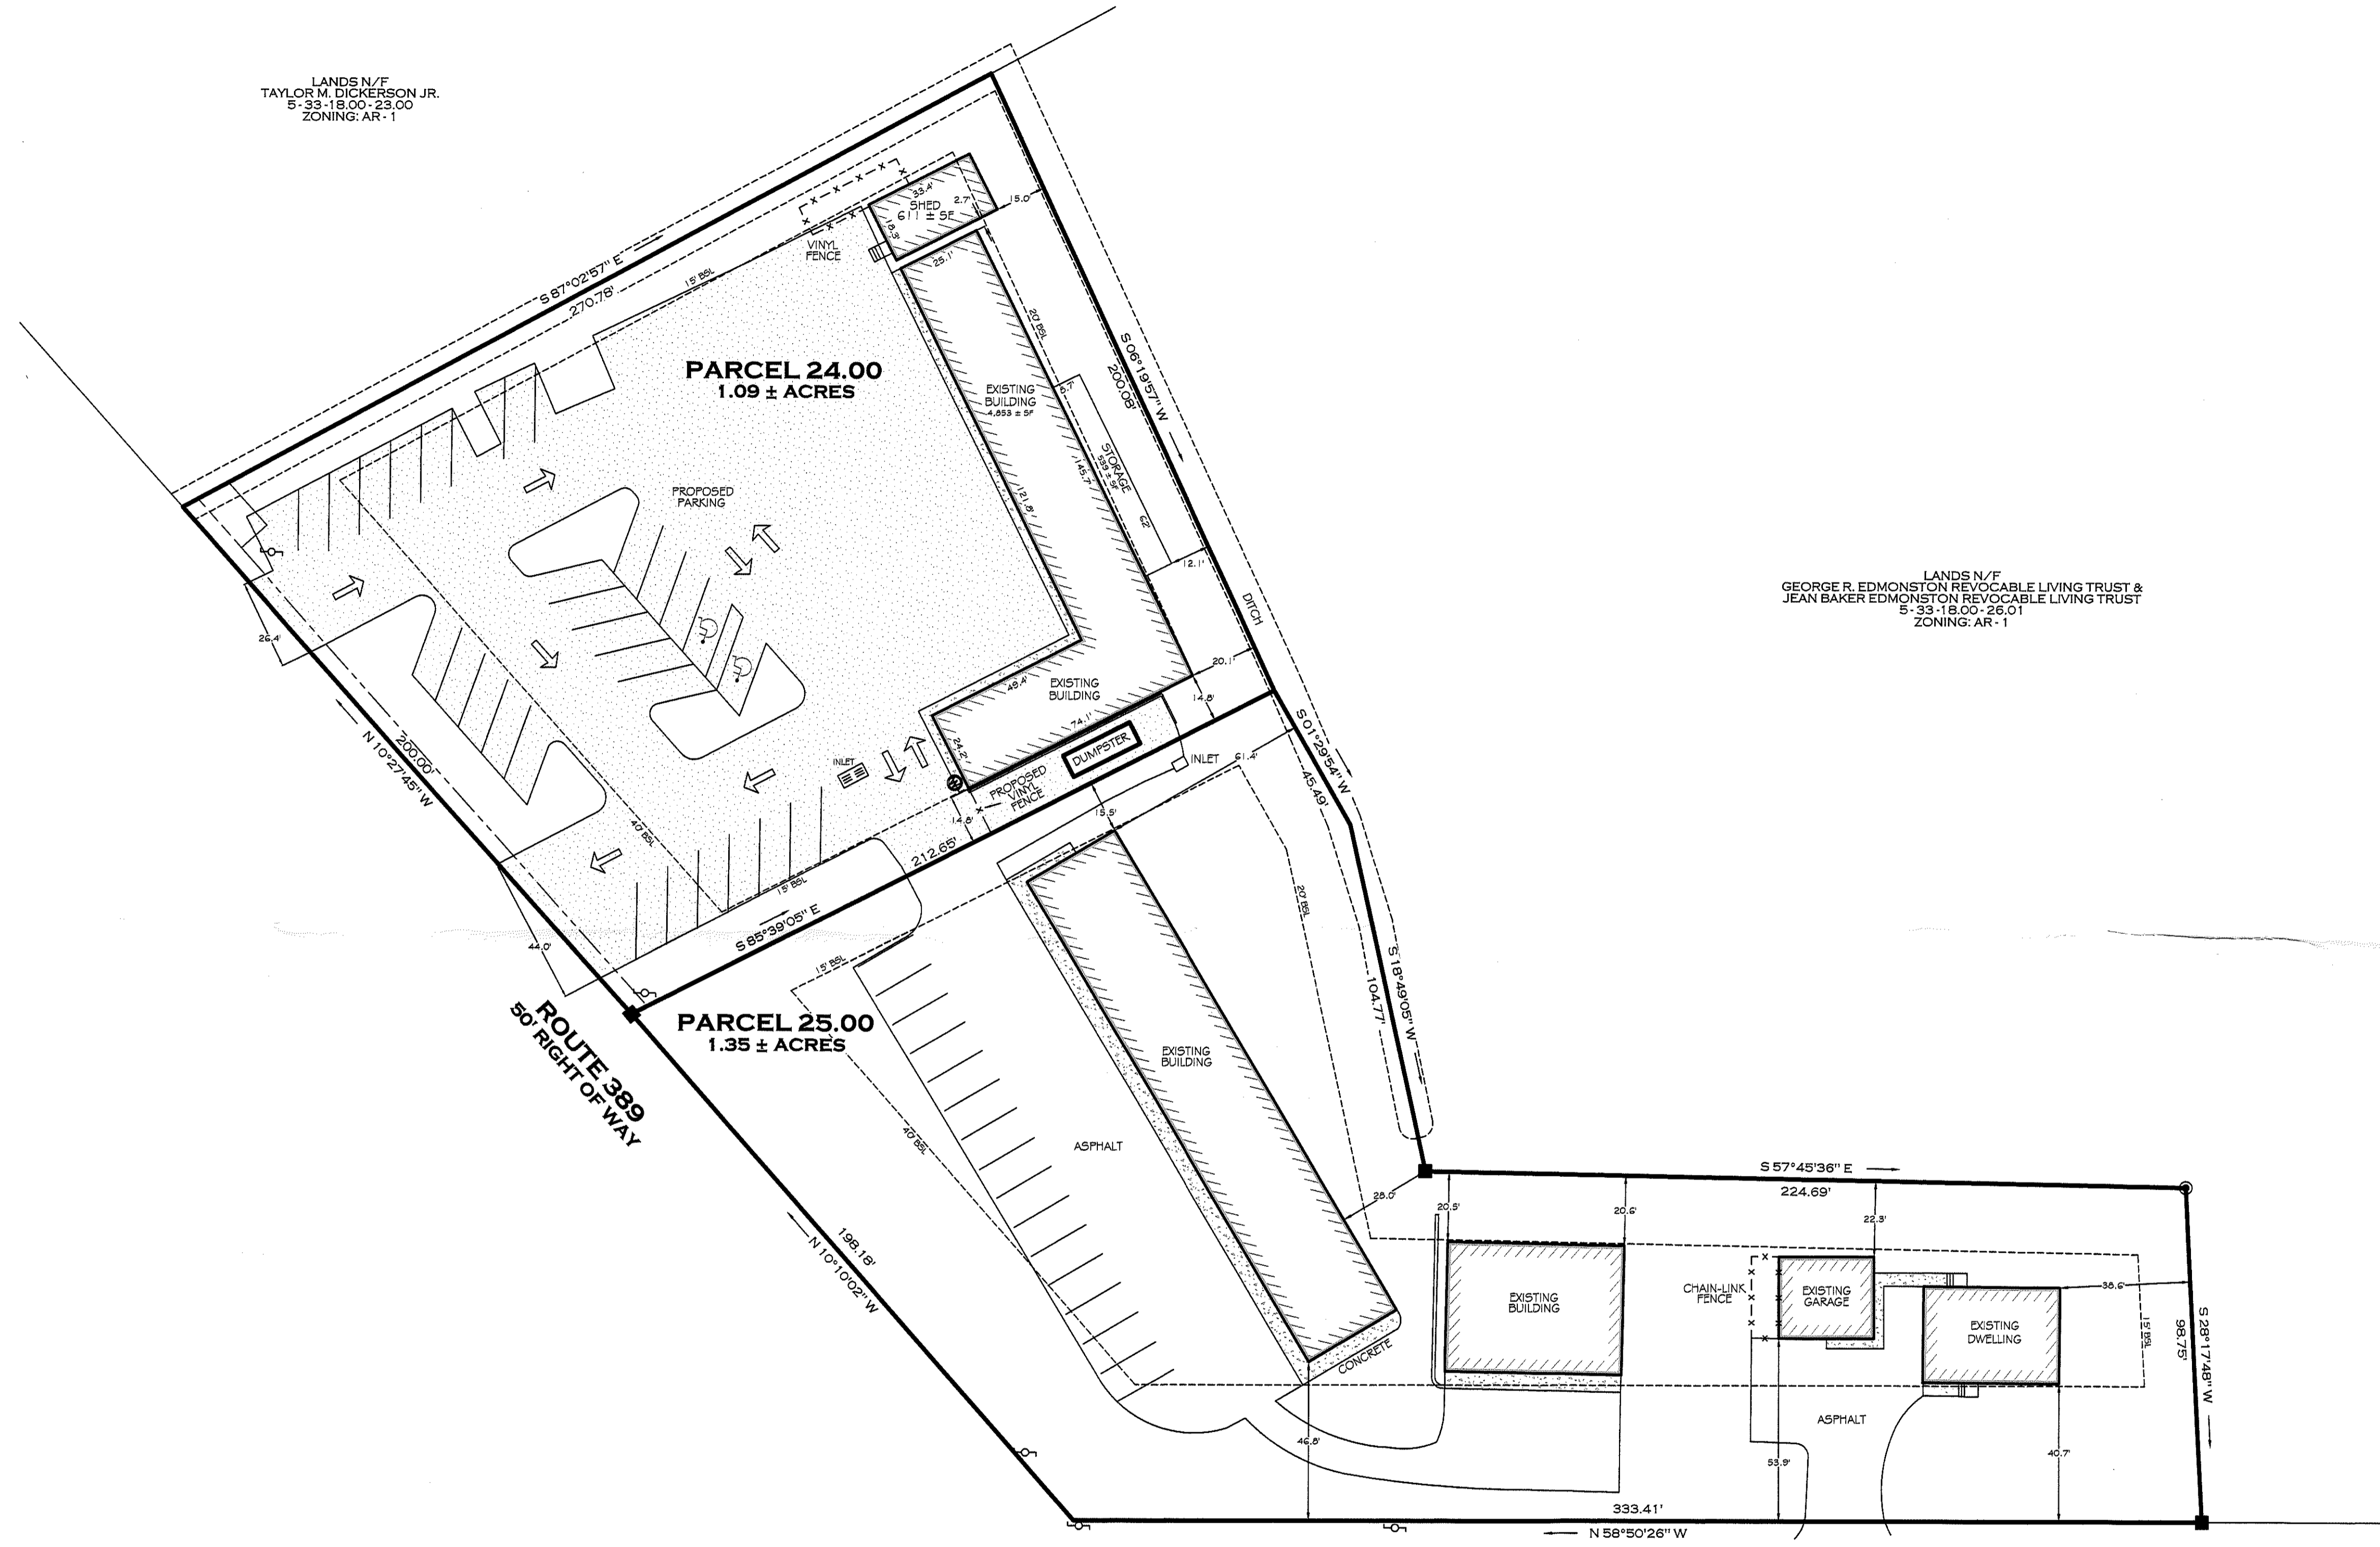 LANDS N/F
TAYLOR M. DICKERSON JR.
5-33-18.00-23.00
ZONING: AR-1
S 87°02'57" E
270.78'
15' BSL
VINYL
FENCE
33.4'
SHED
611 ± SF
2.7'
18.3'
15.0'
25.1'
20' BSL
S 06°19'57" W
200.08'
PARCEL 24.00
1.09 ± ACRES
EXISTING
BUILDING
4,853 ± SF
STORAGE
62'
145.7'
121.8'
12.1'
PROPOSED
PARKING
DITCH
LANDS N/F
GEORGE R. EDMONSTON REVOCABLE LIVING TRUST &
JEAN BAKER EDMONSTON REVOCABLE LIVING TRUST
5-33-18.00-26.01
ZONING: AR-1
26.4'
20.1'
49.4'
EXISTING
BUILDING
14.8'
74.1'
24.2'
DUMPSTER
INLET
INLET
61.4'
PROPOSED
VINYL
FENCE
14.8'
15.5'
S 01°29'54" W
45.49'
200.00'
N 10°27'45" W
40' BSL
212.65'
15' BSL
S 85°39'05" E
44.0'
15' BSL
20' BSL
S 18°49'05" W
104.77'
ROUTE 389
50' RIGHT OF WAY
PARCEL 25.00
1.35 ± ACRES
EXISTING
BUILDING
40' BSL
ASPHALT
S 57°45'36" E
224.69'
28.0'
20.5'
20.6'
22.3'
198.18'
N 10°10'02" W
EXISTING
BUILDING
CHAIN-LINK
FENCE
EXISTING
GARAGE
EXISTING
DWELLING
38.6'
15' BSL
S 28°17'48" W
98.75'
CONCRETE
ASPHALT
46.8'
53.9'
40.7'
333.41'
N 58°50'26" W